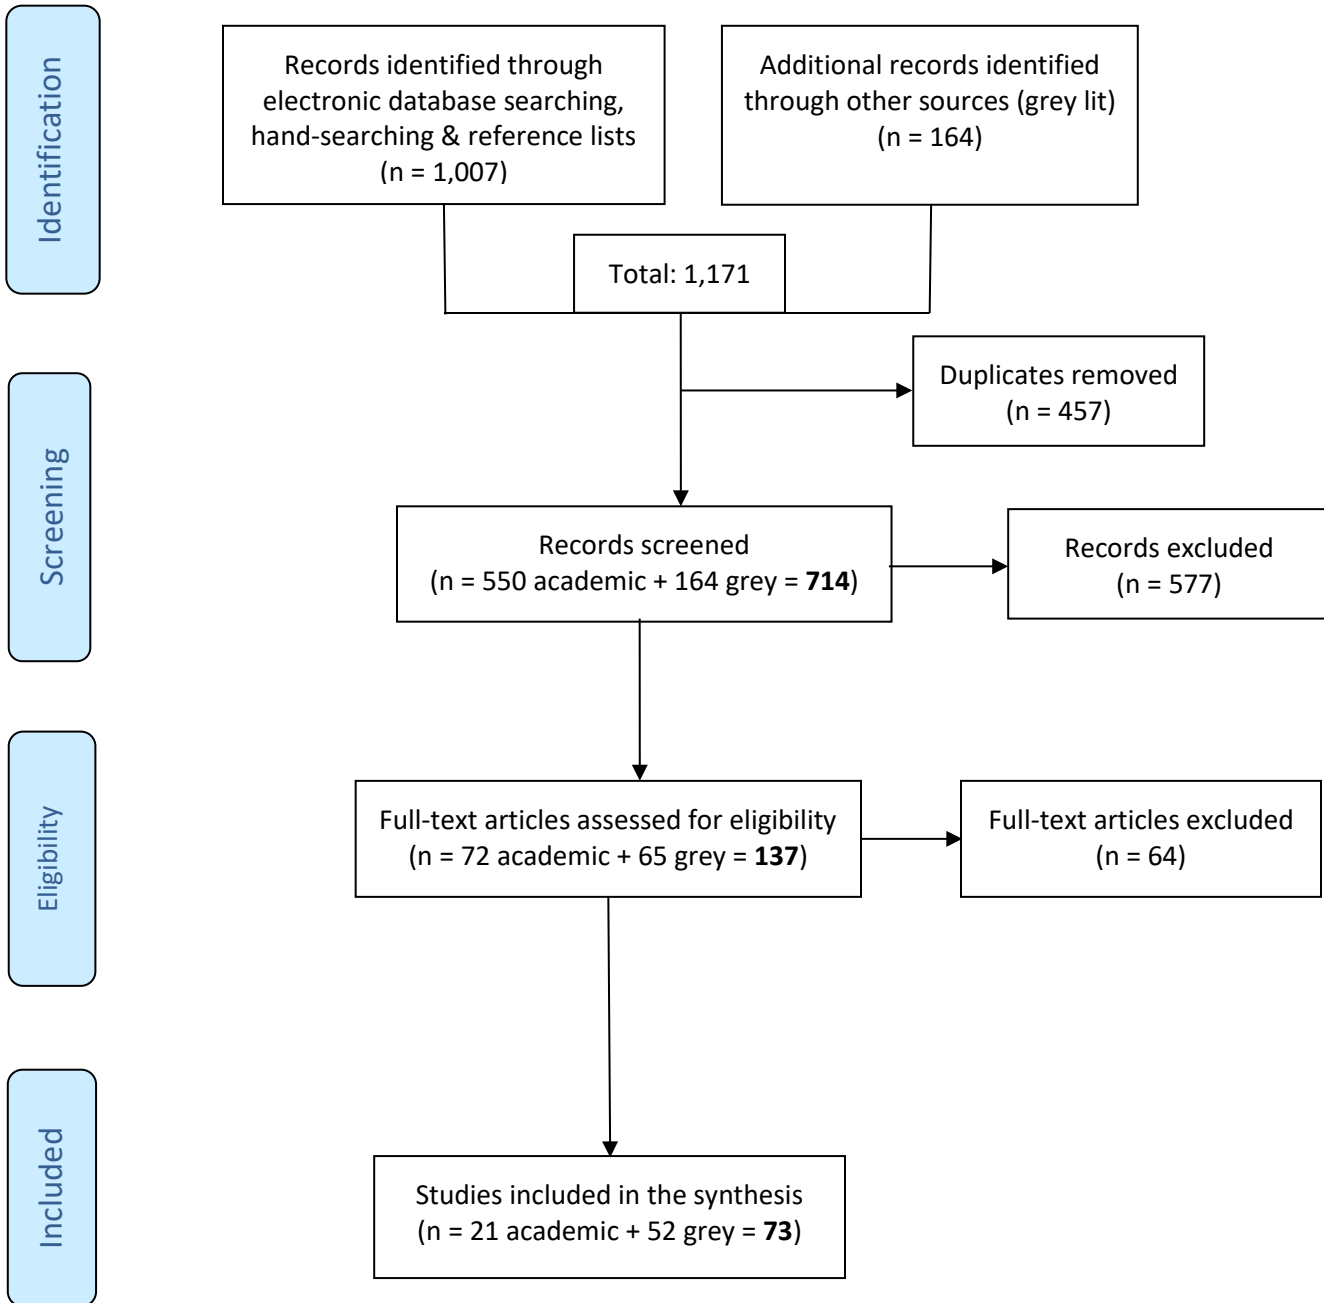 Identification
Records identified through
electronic database searching,
hand-searching & reference lists
(n = 1,007)
Additional records identified
through other sources (grey lit)
(n = 164)
Total: 1,171
Duplicates removed
(n = 457)
Screening
Records screened
(n = 550 academic + 164 grey = 714)
Records excluded
(n = 577)
Eligibility
Full-text articles assessed for eligibility
(n = 72 academic + 65 grey = 137)
Full-text articles excluded
(n = 64)
Included
Studies included in the synthesis
(n = 21 academic + 52 grey = 73)